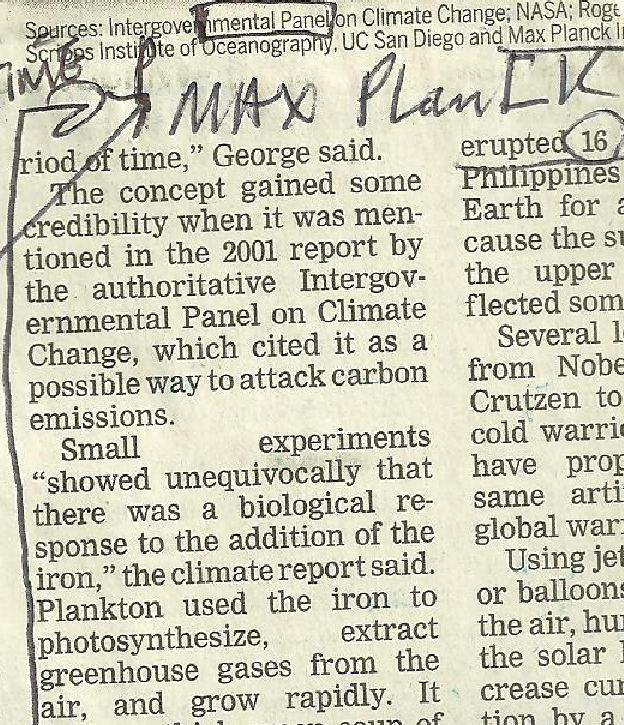 Sources: Intergovernmental Panel on Climate Change; NASA; Roge
Scripps Institute of Oceanography, UC San Diego and Max Planck I
TIME
MAX PlanEK
riod of time,” George said.
The concept gained some
credibility when it was men-
tioned in the 2001 report by
the authoritative Intergov-
ernmental Panel on Climate
Change, which cited it as a
possible way to attack carbon
emissions.
Small experiments
“showed unequivocally that
there was a biological re-
sponse to the addition of the
iron,” the climate report said.
Plankton used the iron to
photosynthesize, extract
greenhouse gases from the
air, and grow rapidly. It
erupted 16
Philippines
Earth for a
cause the su
the upper
flected som
Several l
from Nobe
Crutzen to
cold warri
have prop
same arti
global war
Using jet
or balloons
the air, hu
the solar
crease cur
tion by a